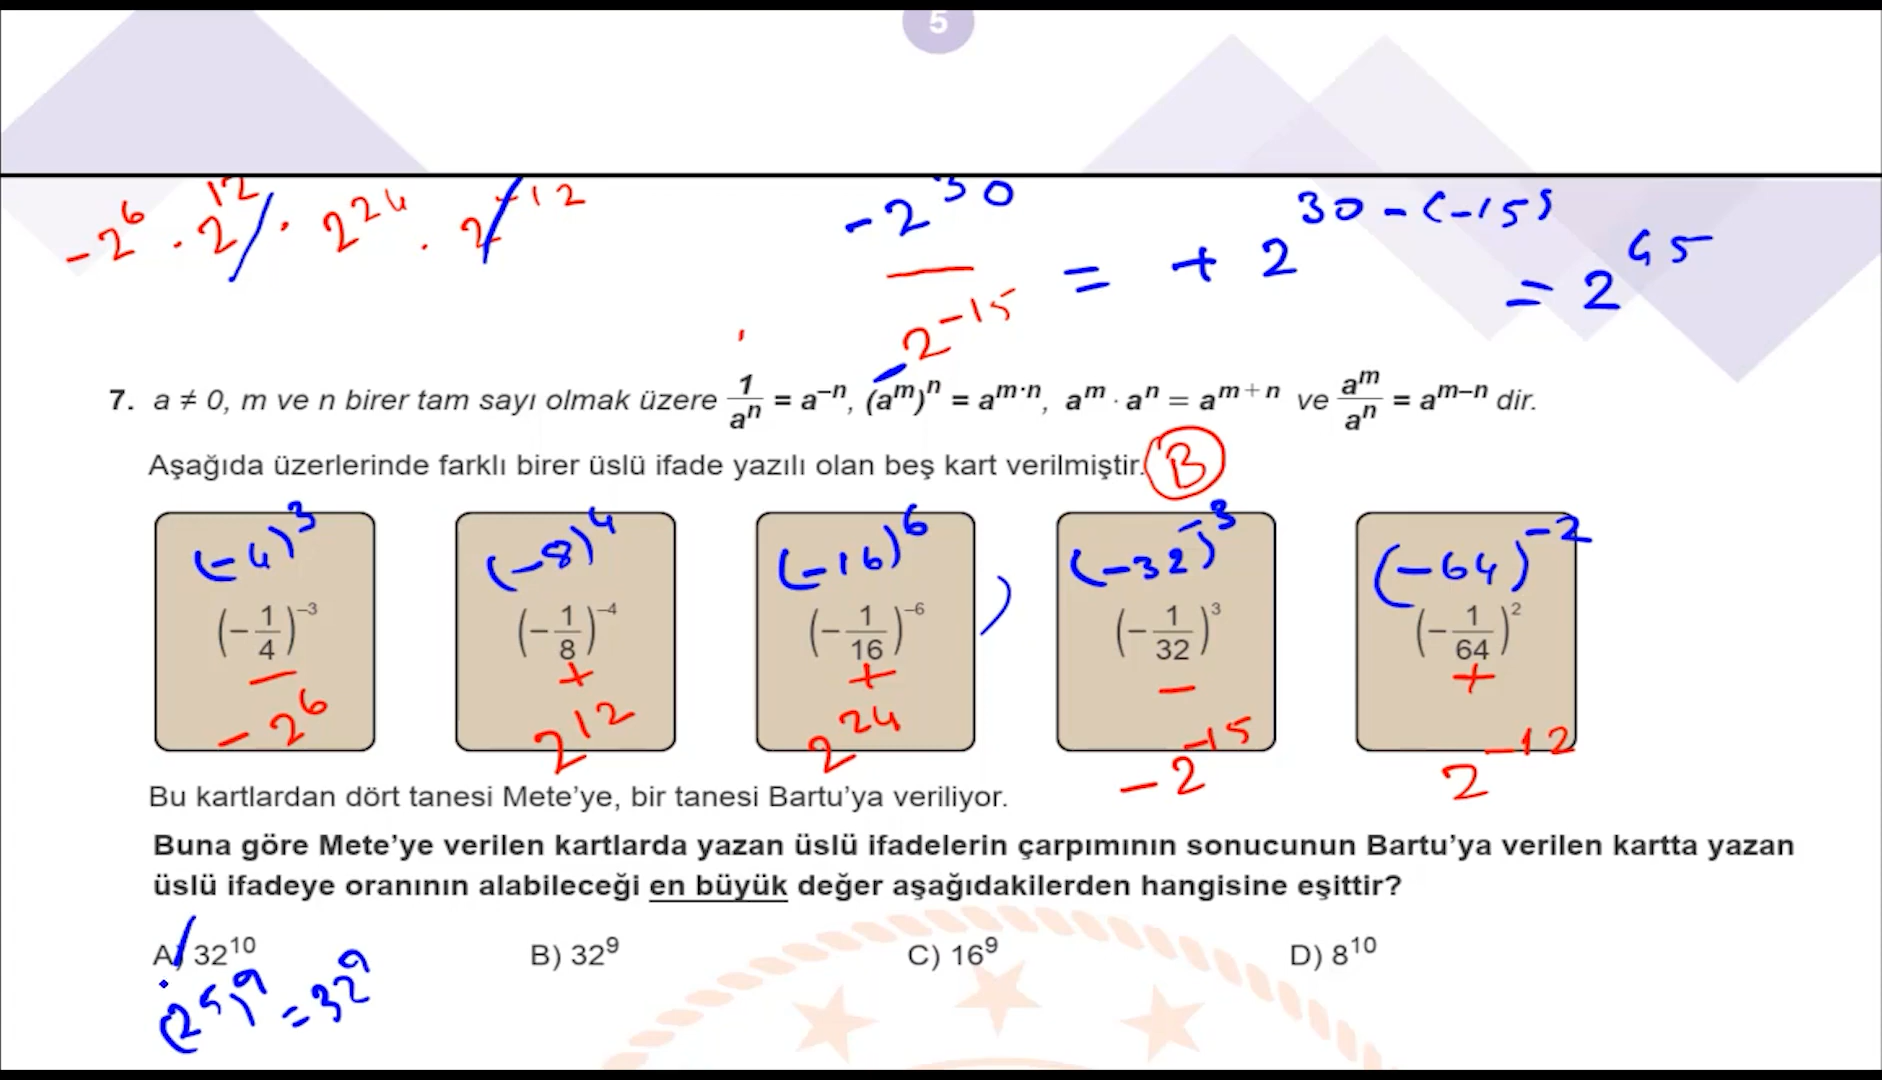 5
-2⁶ · 2¹² · 2²⁴ · 2⁻¹²
-2³⁰ / -2⁻¹⁵ = + 2³⁰⁻⁽⁻¹⁵⁾ = 2⁴⁵
7. a ≠ 0, m ve n birer tam sayı olmak üzere 1/aⁿ = a⁻ⁿ, (aᵐ)ⁿ = aᵐ·ⁿ, aᵐ · aⁿ = aᵐ⁺ⁿ ve aᵐ/aⁿ = aᵐ⁻ⁿ dir.
Aşağıda üzerlerinde farklı birer üslü ifade yazılı olan beş kart verilmiştir. B
(-4)³ (-8)⁴ (-16)⁶ (-32)⁻³ (-64)⁻²
(-1/4)⁻³ (-1/8)⁻⁴ (-1/16)⁻⁶ (-1/32)³ (-1/64)²
- + + - +
-2⁶ 2¹² 2²⁴ -2⁻¹⁵ 2⁻¹²
Bu kartlardan dört tanesi Mete’ye, bir tanesi Bartu’ya veriliyor.
Buna göre Mete’ye verilen kartlarda yazan üslü ifadelerin çarpımının sonucunun Bartu’ya verilen kartta yazan
üslü ifadeye oranının alabileceği en büyük değer aşağıdakilerden hangisine eşittir?
A) 32¹⁰ B) 32⁹ C) 16⁹ D) 8¹⁰
(2⁵)⁹ = 32⁹